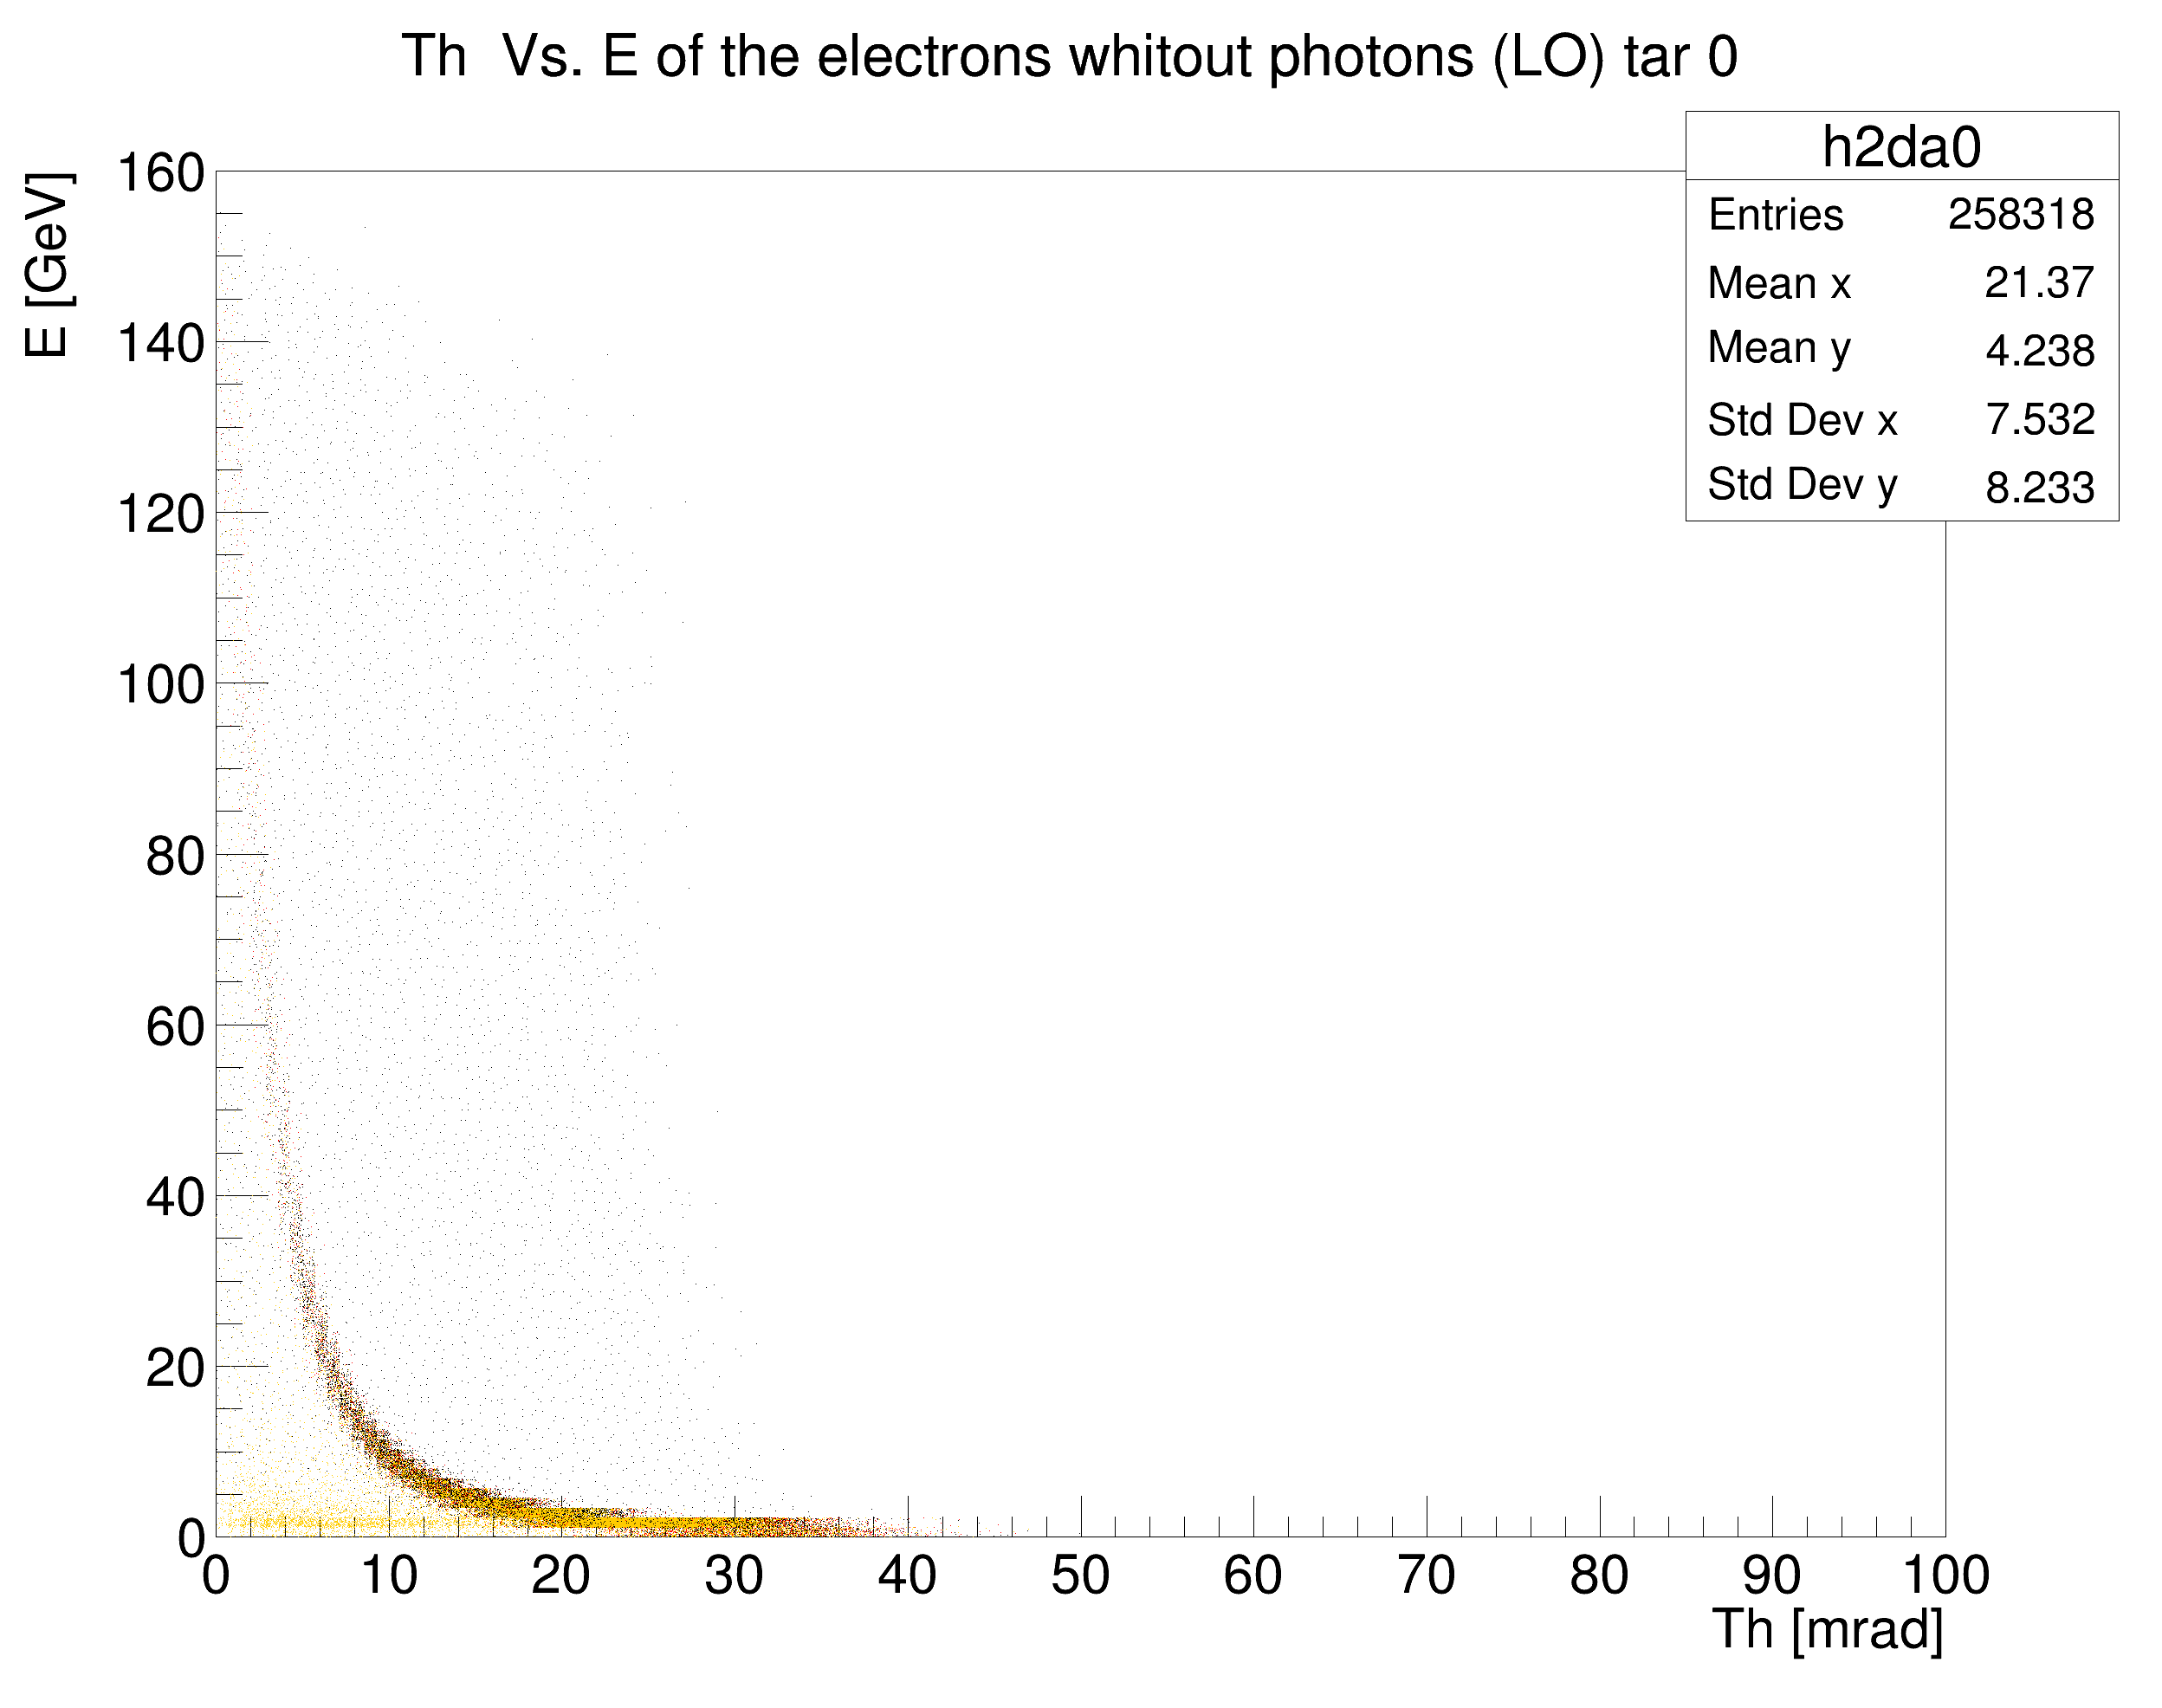 Th Vs. E of the electrons whitout photons (LO) tar 0
h2da0
Entries 258318
Mean x 21.37
Mean y 4.238
Std Dev x 7.532
Std Dev y 8.233
E [GeV]
160
140
120
100
80
60
40
20
0
0 10 20 30 40 50 60 70 80 90 100
Th [mrad]